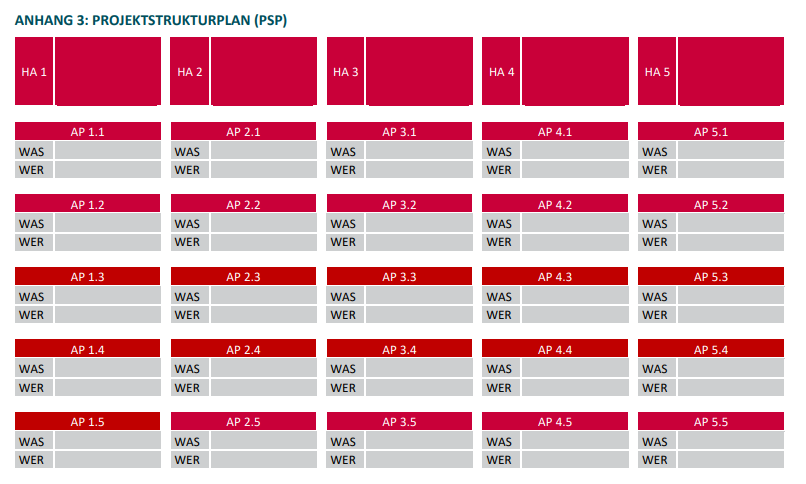 ANHANG 3: PROJEKTSTRUKTURPLAN (PSP)
HA 1 HA 2 HA 3 HA 4 HA 5
AP 1.1 AP 2.1 AP 3.1 AP 4.1 AP 5.1
WAS WAS WAS WAS WAS
WER WER WER WER WER
AP 1.2 AP 2.2 AP 3.2 AP 4.2 AP 5.2
WAS WAS WAS WAS WAS
WER WER WER WER WER
AP 1.3 AP 2.3 AP 3.3 AP 4.3 AP 5.3
WAS WAS WAS WAS WAS
WER WER WER WER WER
AP 1.4 AP 2.4 AP 3.4 AP 4.4 AP 5.4
WAS WAS WAS WAS WAS
WER WER WER WER WER
AP 1.5 AP 2.5 AP 3.5 AP 4.5 AP 5.5
WAS WAS WAS WAS WAS
WER WER WER WER WER